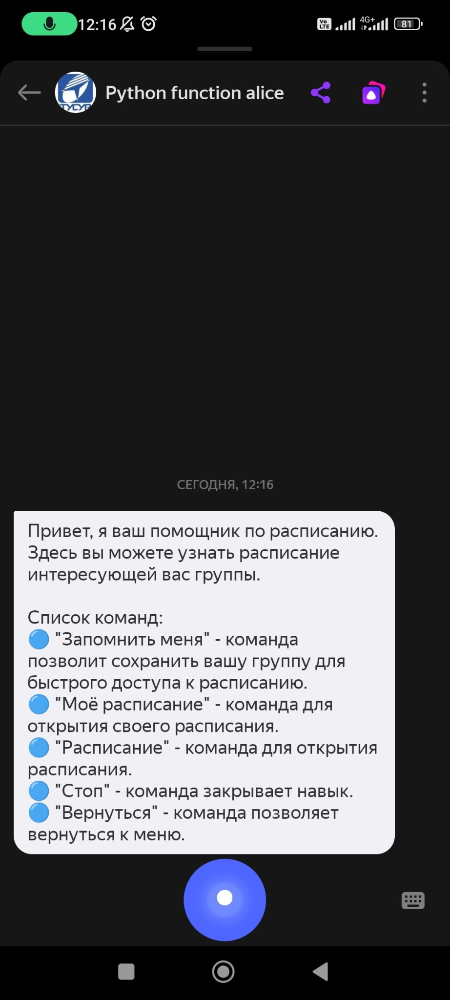 12:16
Vo LTE
4G+
81
Python function alice
ТУСУР
СЕГОДНЯ, 12:16
Привет, я ваш помощник по расписанию.
Здесь вы можете узнать расписание
интересующей вас группы.
Список команд:
🔵 "Запомнить меня" - команда
позволит сохранить вашу группу для
быстрого доступа к расписанию.
🔵 "Моё расписание" - команда для
открытия своего расписания.
🔵 "Расписание" - команда для открытия
расписания.
🔵 "Стоп" - команда закрывает навык.
🔵 "Вернуться" - команда позволяет
вернуться к меню.